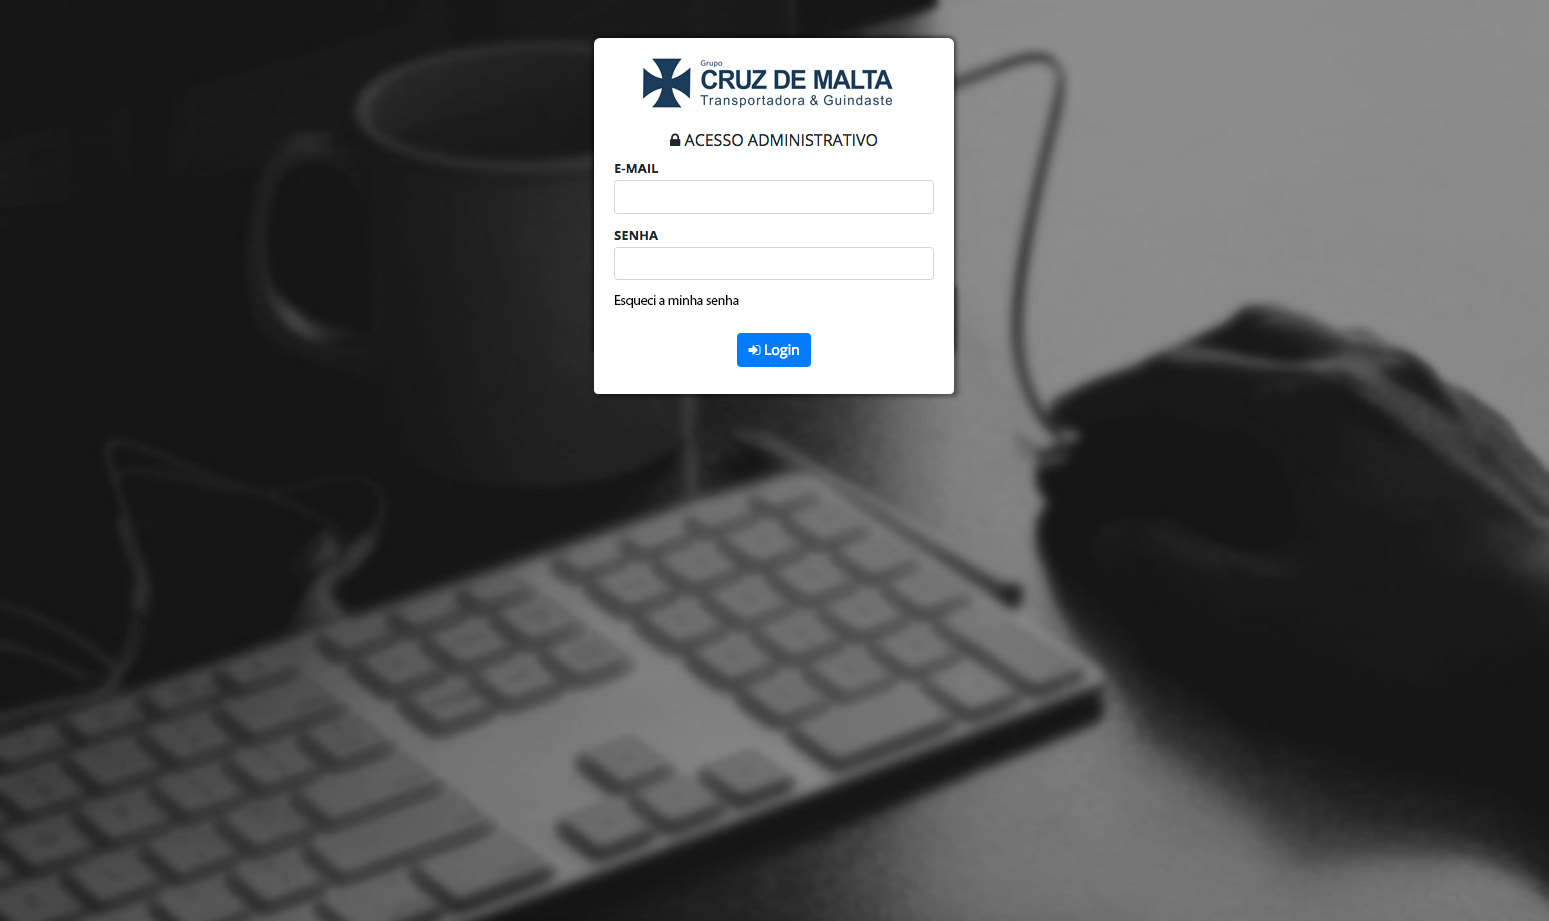 Grupo
CRUZ DE MALTA
Transportadora & Guindaste
ACESSO ADMINISTRATIVO
E-MAIL
SENHA
Esqueci a minha senha
Login